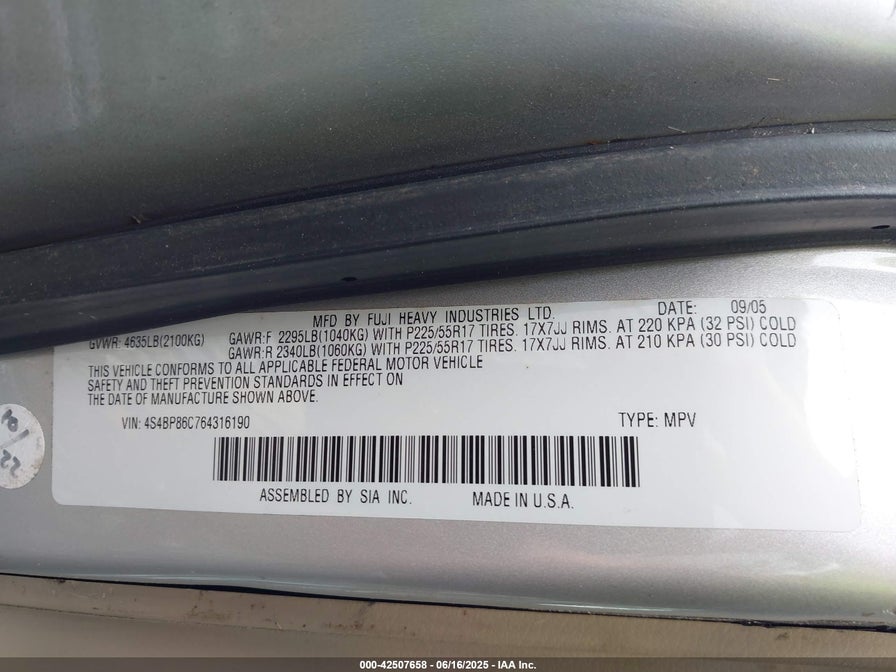 MFD BY FUJI HEAVY INDUSTRIES LTD. DATE: 09/05
GVWR: 4635LB(2100KG) GAWR:F 2295LB(1040KG) WITH P225/55R17 TIRES. 17X7JJ RIMS. AT 220 KPA (32 PSI) COLD
GAWR:R 2340LB(1060KG) WITH P225/55R17 TIRES. 17X7JJ RIMS. AT 210 KPA (30 PSI) COLD
THIS VEHICLE CONFORMS TO ALL APPLICABLE FEDERAL MOTOR VEHICLE
SAFETY AND THEFT PREVENTION STANDARDS IN EFFECT ON
THE DATE OF MANUFACTURE SHOWN ABOVE.
VIN: 4S4BP86C764316190 TYPE: MPV
ASSEMBLED BY SIA INC. MADE IN U.S.A.
000-42507658 - 06/16/2025 - IAA Inc.